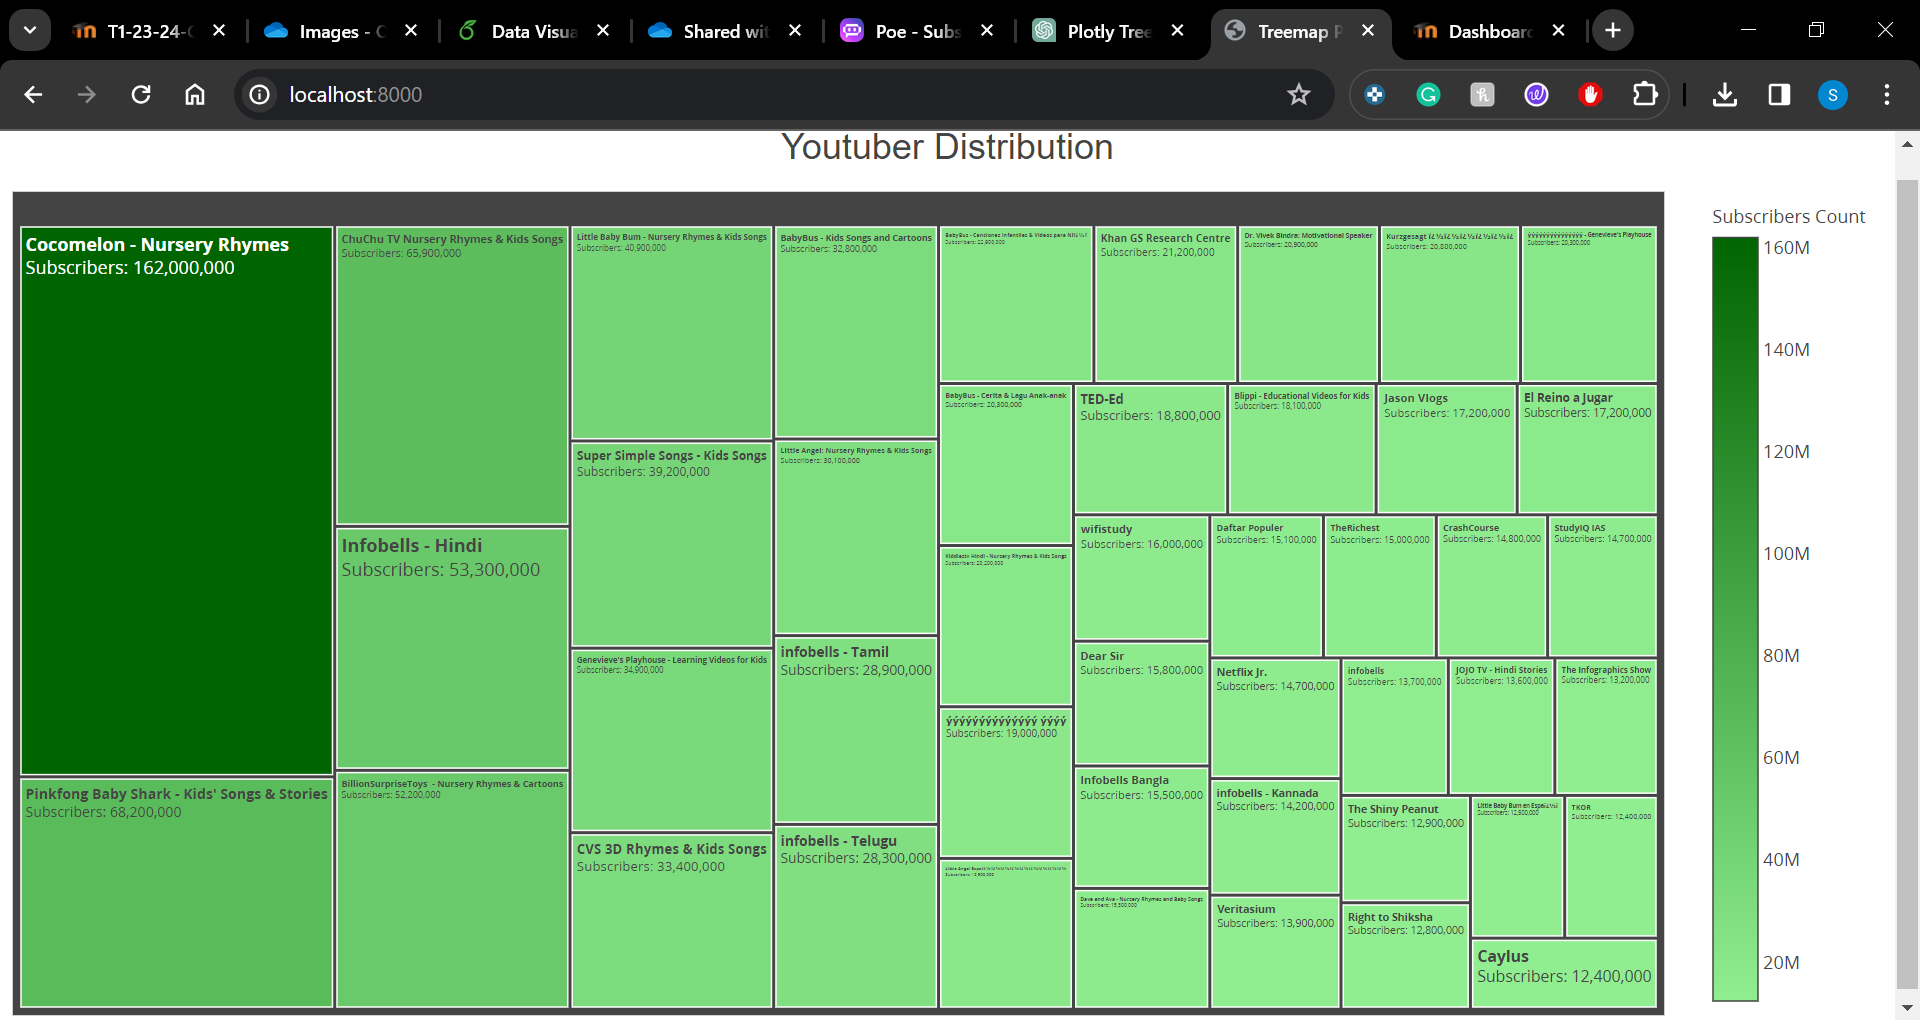 T1-23-24-
Images - C
Data Visua
Shared wit
Poe - Subs
Plotly Tree
Treemap P
Dashboard
localhost:8000
S
Youtuber Distribution
Subscribers Count
160M
140M
120M
100M
80M
60M
40M
20M
Cocomelon - Nursery Rhymes
Subscribers: 162,000,000
Pinkfong Baby Shark - Kids' Songs & Stories
Subscribers: 68,200,000
ChuChu TV Nursery Rhymes & Kids Songs
Subscribers: 65,900,000
Infobells - Hindi
Subscribers: 53,300,000
BillionSurpriseToys - Nursery Rhymes & Cartoons
Subscribers: 52,200,000
Little Baby Bum - Nursery Rhymes & Kids Songs
Subscribers: 40,900,000
Super Simple Songs - Kids Songs
Subscribers: 39,200,000
Genevieve's Playhouse - Learning Videos for Kids
Subscribers: 34,900,000
CVS 3D Rhymes & Kids Songs
Subscribers: 33,400,000
BabyBus - Kids Songs and Cartoons
Subscribers: 32,800,000
Little Angel: Nursery Rhymes & Kids Songs
Subscribers: 30,100,000
infobells - Tamil
Subscribers: 28,900,000
infobells - Telugu
Subscribers: 28,300,000
BabyBus - Canciones Infantiles & Videos para
Subscribers: 22,900,000
Khan GS Research Centre
Subscribers: 21,200,000
Dr. Vivek Bindra: Motivational Speaker
Subscribers: 20,900,000
Kurzgesagt
Subscribers: 20,800,000
- Genevieve's Playhouse
Subscribers: 20,300,000
BabyBus - Cerita & Lagu Anak-anak
Subscribers: 20,300,000
Kiddiestv Hindi - Nursery Rhymes & Kids Songs
Subscribers: 20,200,000
ýýýýýýýýýýýýýý ýýýý
Subscribers: 19,000,000
Little Angel
Subscribers:
TED-Ed
Subscribers: 18,800,000
Blippi - Educational Videos for Kids
Subscribers: 18,100,000
Jason Vlogs
Subscribers: 17,200,000
El Reino a Jugar
Subscribers: 17,200,000
wifistudy
Subscribers: 16,000,000
Dear Sir
Subscribers: 15,800,000
Infobells Bangla
Subscribers: 15,500,000
Dave and Ava - Nursery Rhymes and Baby Songs
Subscribers: 15,300,000
Daftar Populer
Subscribers: 15,100,000
TheRichest
Subscribers: 15,000,000
CrashCourse
Subscribers: 14,800,000
StudyIQ IAS
Subscribers: 14,700,000
Netflix Jr.
Subscribers: 14,700,000
infobells - Kannada
Subscribers: 14,200,000
Veritasium
Subscribers: 13,900,000
infobells
Subscribers: 13,700,000
JOJO TV - Hindi Stories
Subscribers: 13,600,000
The Infographics Show
Subscribers: 13,200,000
The Shiny Peanut
Subscribers: 12,900,000
Right to Shiksha
Subscribers: 12,800,000
Little Baby Bum en
Subscribers: 12,900,000
TKOR
Subscribers: 12,400,000
Caylus
Subscribers: 12,400,000